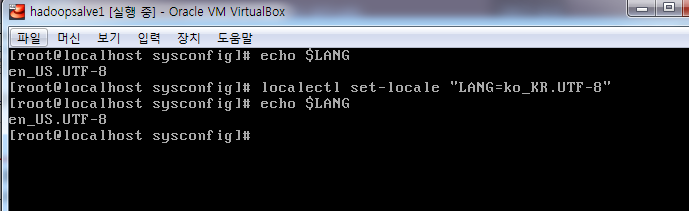 hadoopsalve1 [실행 중] - Oracle VM VirtualBox
파일 머신 보기 입력 장치 도움말
[root@localhost sysconfig]# echo $LANG
en_US.UTF-8
[root@localhost sysconfig]# localectl set-locale "LANG=ko_KR.UTF-8"
[root@localhost sysconfig]# echo $LANG
en_US.UTF-8
[root@localhost sysconfig]#